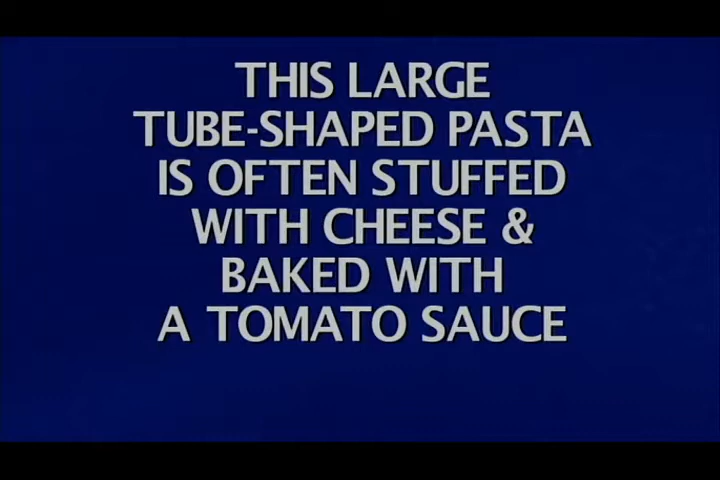 THIS LARGE
TUBE-SHAPED PASTA
IS OFTEN STUFFED
WITH CHEESE &
BAKED WITH
A TOMATO SAUCE